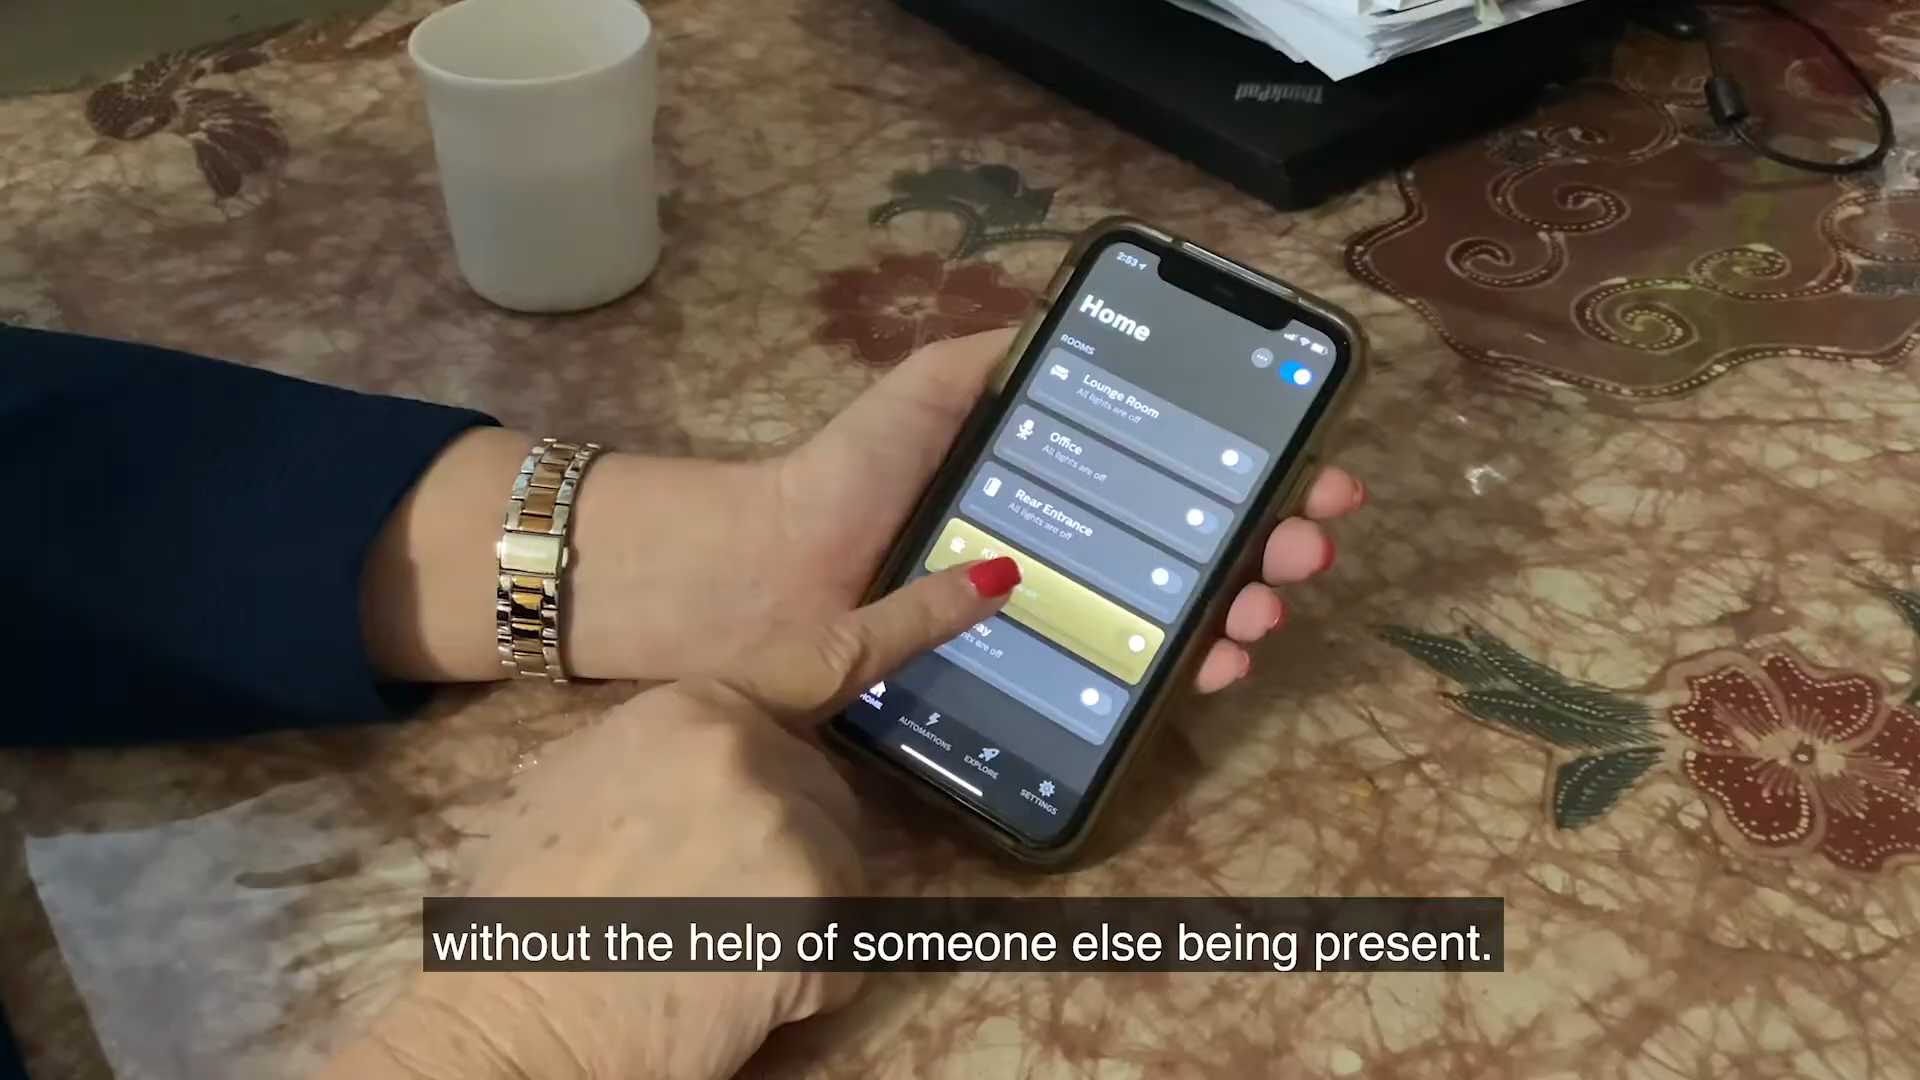 ThinkPad
2:53
Home
ROOMS
Lounge Room
All lights are off
Office
All lights are off
Rear Entrance
All lights are off
HOME
AUTOMATIONS
EXPLORE
SETTINGS
without the help of someone else being present.